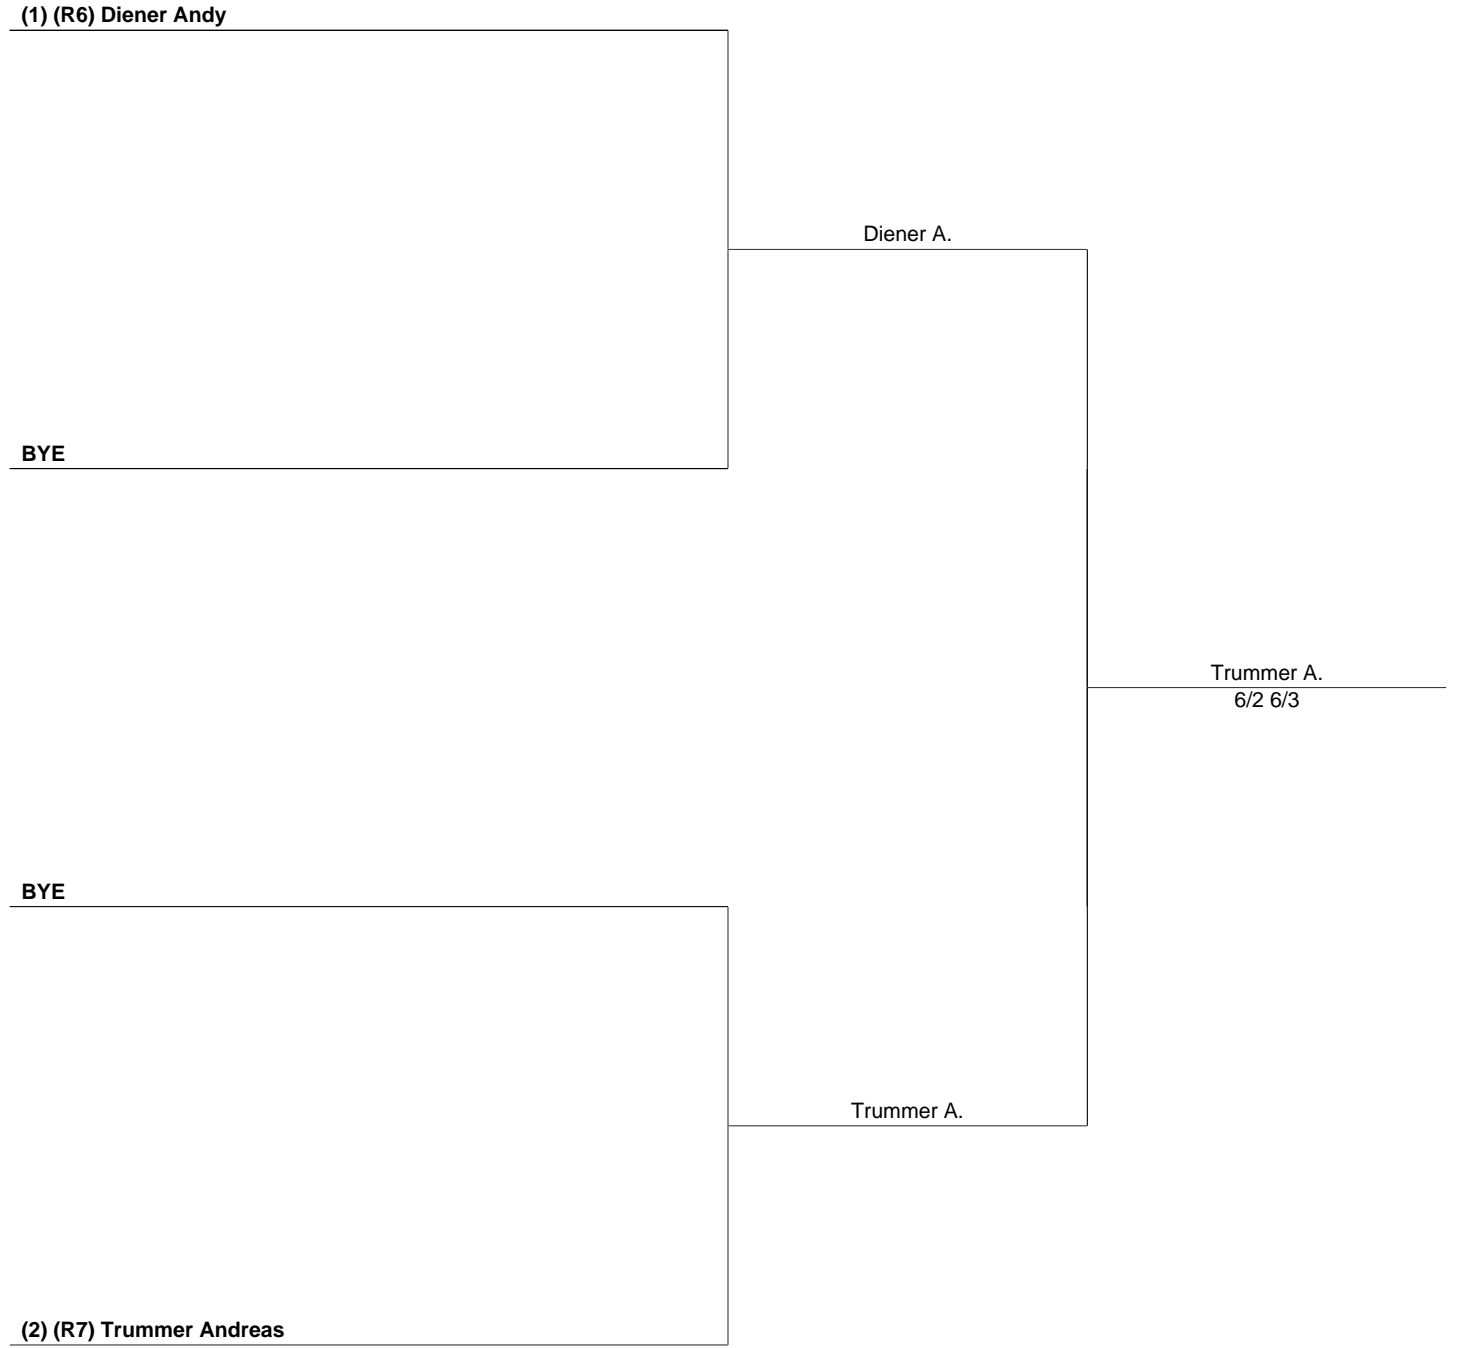 (1) (R6) Diener Andy
Diener A.
BYE
Trummer A.
6/2 6/3
BYE
Trummer A.
(2) (R7) Trummer Andreas